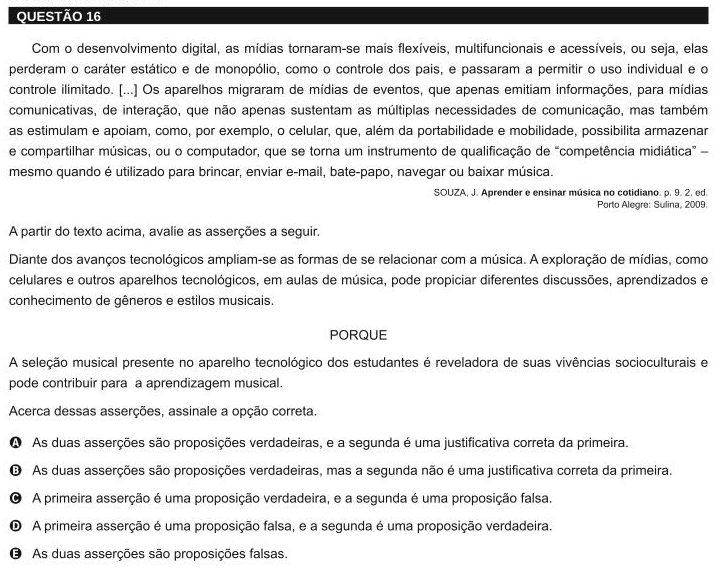 QUESTÃO 16
Com o desenvolvimento digital, as mídias tornaram-se mais flexíveis, multifuncionais e acessíveis, ou seja, elas
perderam o caráter estático e de monopólio, como o controle dos pais, e passaram a permitir o uso individual e o
controle ilimitado. [...] Os aparelhos migraram de mídias de eventos, que apenas emitiam informações, para mídias
comunicativas, de interação, que não apenas sustentam as múltiplas necessidades de comunicação, mas também
as estimulam e apoiam, como, por exemplo, o celular, que, além da portabilidade e mobilidade, possibilita armazenar
e compartilhar músicas, ou o computador, que se torna um instrumento de qualificação de “competência midiática” –
mesmo quando é utilizado para brincar, enviar e-mail, bate-papo, navegar ou baixar música.
SOUZA, J. Aprender e ensinar música no cotidiano. p. 9. 2. ed.
Porto Alegre: Sulina, 2009.
A partir do texto acima, avalie as asserções a seguir.
Diante dos avanços tecnológicos ampliam-se as formas de se relacionar com a música. A exploração de mídias, como
celulares e outros aparelhos tecnológicos, em aulas de música, pode propiciar diferentes discussões, aprendizados e
conhecimento de gêneros e estilos musicais.
PORQUE
A seleção musical presente no aparelho tecnológico dos estudantes é reveladora de suas vivências socioculturais e
pode contribuir para a aprendizagem musical.
Acerca dessas asserções, assinale a opção correta.
A As duas asserções são proposições verdadeiras, e a segunda é uma justificativa correta da primeira.
B As duas asserções são proposições verdadeiras, mas a segunda não é uma justificativa correta da primeira.
C A primeira asserção é uma proposição verdadeira, e a segunda é uma proposição falsa.
D A primeira asserção é uma proposição falsa, e a segunda é uma proposição verdadeira.
E As duas asserções são proposições falsas.